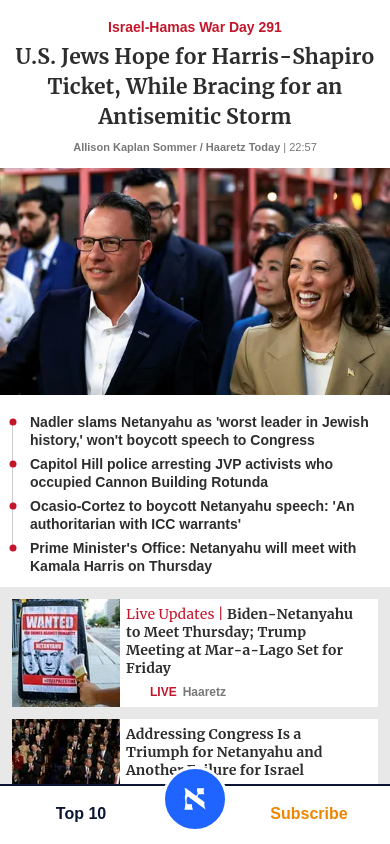 Israel-Hamas War Day 291
U.S. Jews Hope for Harris-Shapiro
Ticket, While Bracing for an
Antisemitic Storm
Allison Kaplan Sommer / Haaretz Today | 22:57
Nadler slams Netanyahu as 'worst leader in Jewish
history,' won't boycott speech to Congress
Capitol Hill police arresting JVP activists who
occupied Cannon Building Rotunda
Ocasio-Cortez to boycott Netanyahu speech: 'An
authoritarian with ICC warrants'
Prime Minister's Office: Netanyahu will meet with
Kamala Harris on Thursday
WANTED
NETANYAHU
Live Updates | Biden-Netanyahu
to Meet Thursday; Trump
Meeting at Mar-a-Lago Set for
Friday
LIVE Haaretz
Addressing Congress Is a
Triumph for Netanyahu and
Another Failure for Israel
Top 10
Subscribe